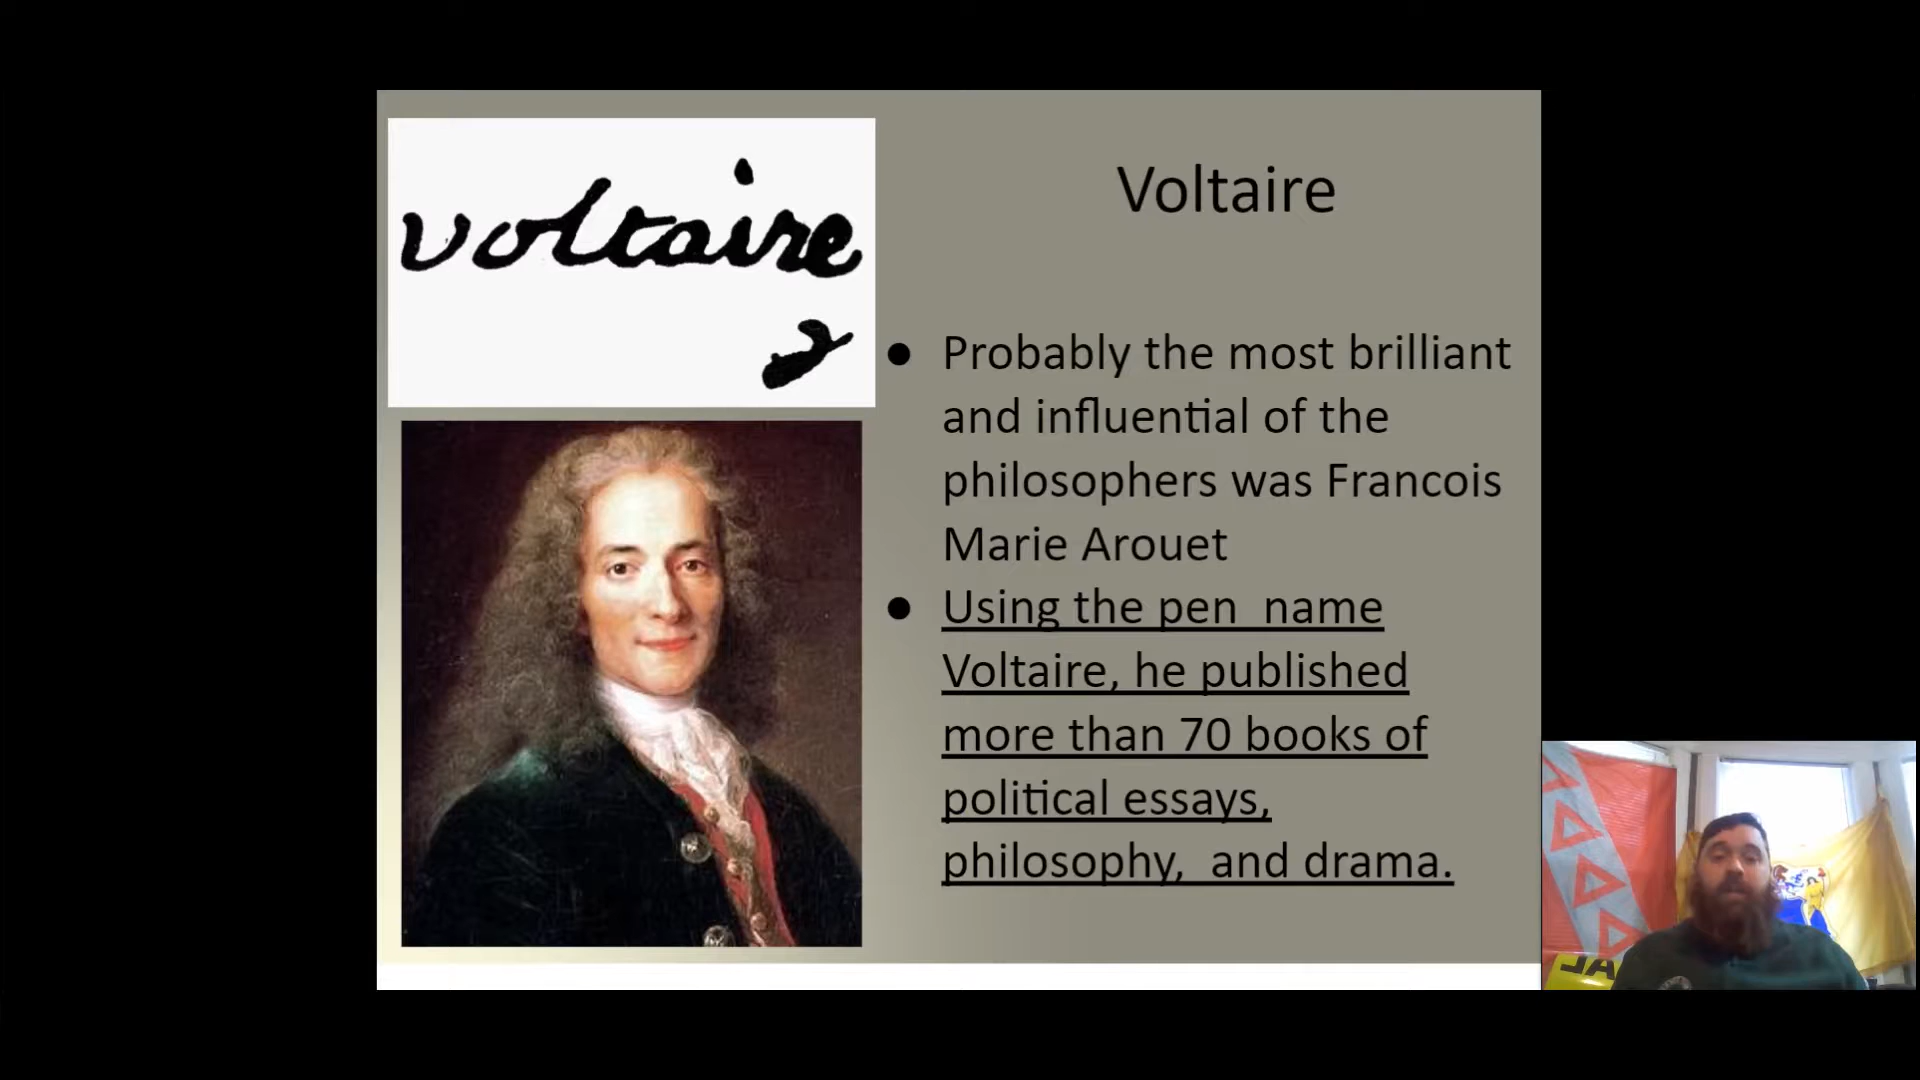 voltaire
Voltaire
● Probably the most brilliant
and influential of the
philosophers was Francois
Marie Arouet
● Using the pen  name
Voltaire, he published
more than 70 books of
political essays,
philosophy,  and drama.